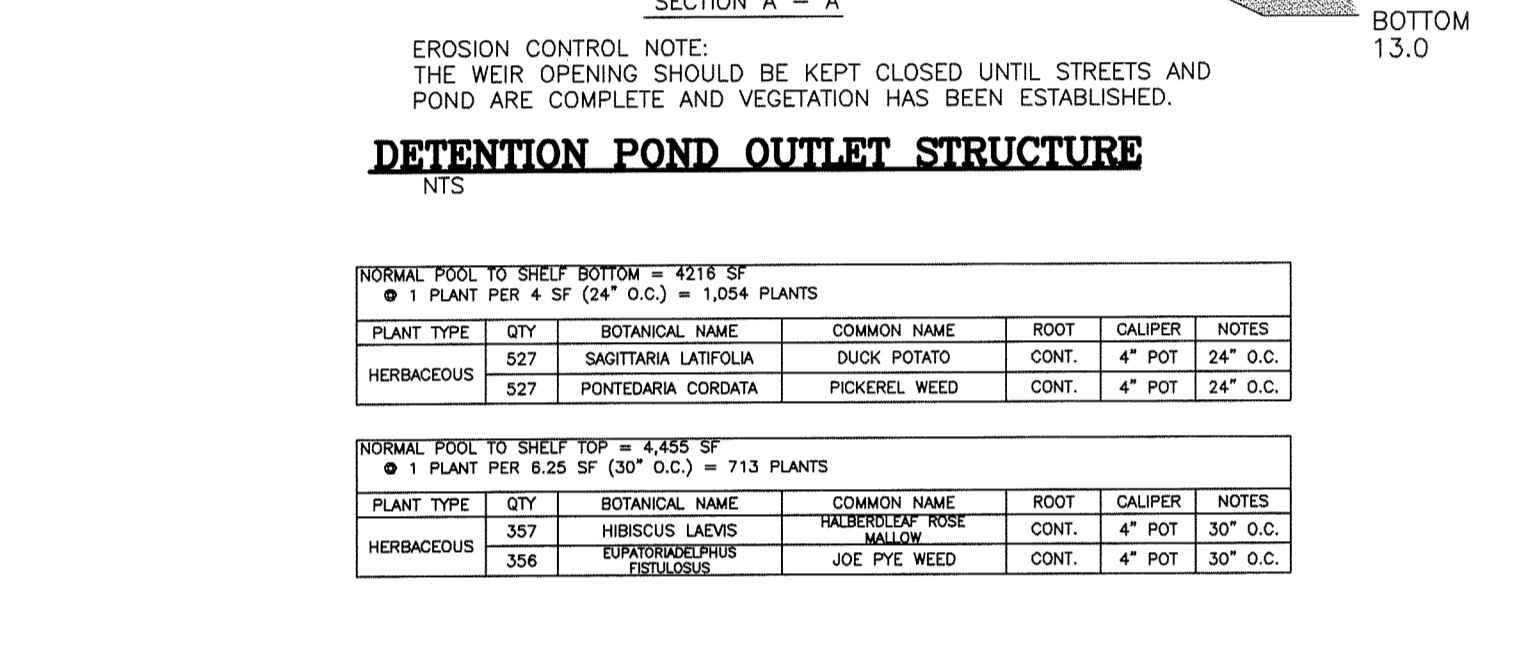 SECTION A - A
BOTTOM
13.0
EROSION CONTROL NOTE:
THE WEIR OPENING SHOULD BE KEPT CLOSED UNTIL STREETS AND
POND ARE COMPLETE AND VEGETATION HAS BEEN ESTABLISHED.
DETENTION POND OUTLET STRUCTURE
NTS
NORMAL POOL TO SHELF BOTTOM = 4216 SF
@ 1 PLANT PER 4 SF (24" O.C.) = 1,054 PLANTS
PLANT TYPE QTY BOTANICAL NAME COMMON NAME ROOT CALIPER NOTES
HERBACEOUS
527 SAGITTARIA LATIFOLIA DUCK POTATO CONT. 4" POT 24" O.C.
527 PONTEDARIA CORDATA PICKEREL WEED CONT. 4" POT 24" O.C.
NORMAL POOL TO SHELF TOP = 4,455 SF
@ 1 PLANT PER 6.25 SF (30" O.C.) = 713 PLANTS
PLANT TYPE QTY BOTANICAL NAME COMMON NAME ROOT CALIPER NOTES
HERBACEOUS
357 HIBISCUS LAEVIS HALBERDLEAF ROSE MALLOW CONT. 4" POT 30" O.C.
356 EUPATORIADELPHUS FISTULOSUS JOE PYE WEED CONT. 4" POT 30" O.C.